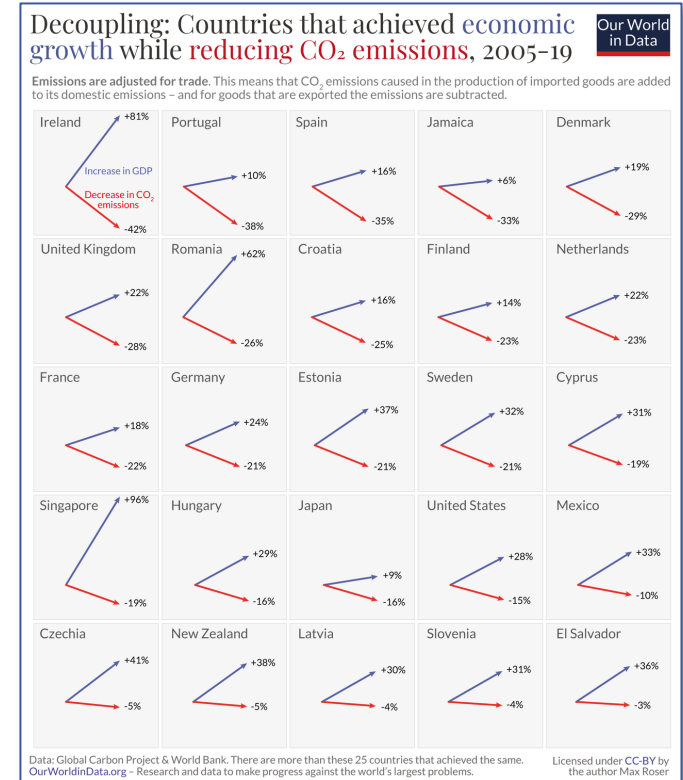 Decoupling: Countries that achieved economic
growth while reducing CO₂ emissions, 2005-19
Our World
in Data
Emissions are adjusted for trade. This means that CO₂ emissions caused in the production of imported goods are added
to its domestic emissions – and for goods that are exported the emissions are subtracted.
Ireland
+81%
Increase in GDP
Decrease in CO₂
emissions
-42%
Portugal
+10%
-38%
Spain
+16%
-35%
Jamaica
+6%
-33%
Denmark
+19%
-29%
United Kingdom
+22%
-28%
Romania
+62%
-26%
Croatia
+16%
-25%
Finland
+14%
-23%
Netherlands
+22%
-23%
France
+18%
-22%
Germany
+24%
-21%
Estonia
+37%
-21%
Sweden
+32%
-21%
Cyprus
+31%
-19%
Singapore
+96%
-19%
Hungary
+29%
-16%
Japan
+9%
-16%
United States
+28%
-15%
Mexico
+33%
-10%
Czechia
+41%
-5%
New Zealand
+38%
-5%
Latvia
+30%
-4%
Slovenia
+31%
-4%
El Salvador
+36%
-3%
Data: Global Carbon Project & World Bank. There are more than these 25 countries that achieved the same.
OurWorldinData.org – Research and data to make progress against the world's largest problems.
Licensed under CC-BY by
the author Max Roser